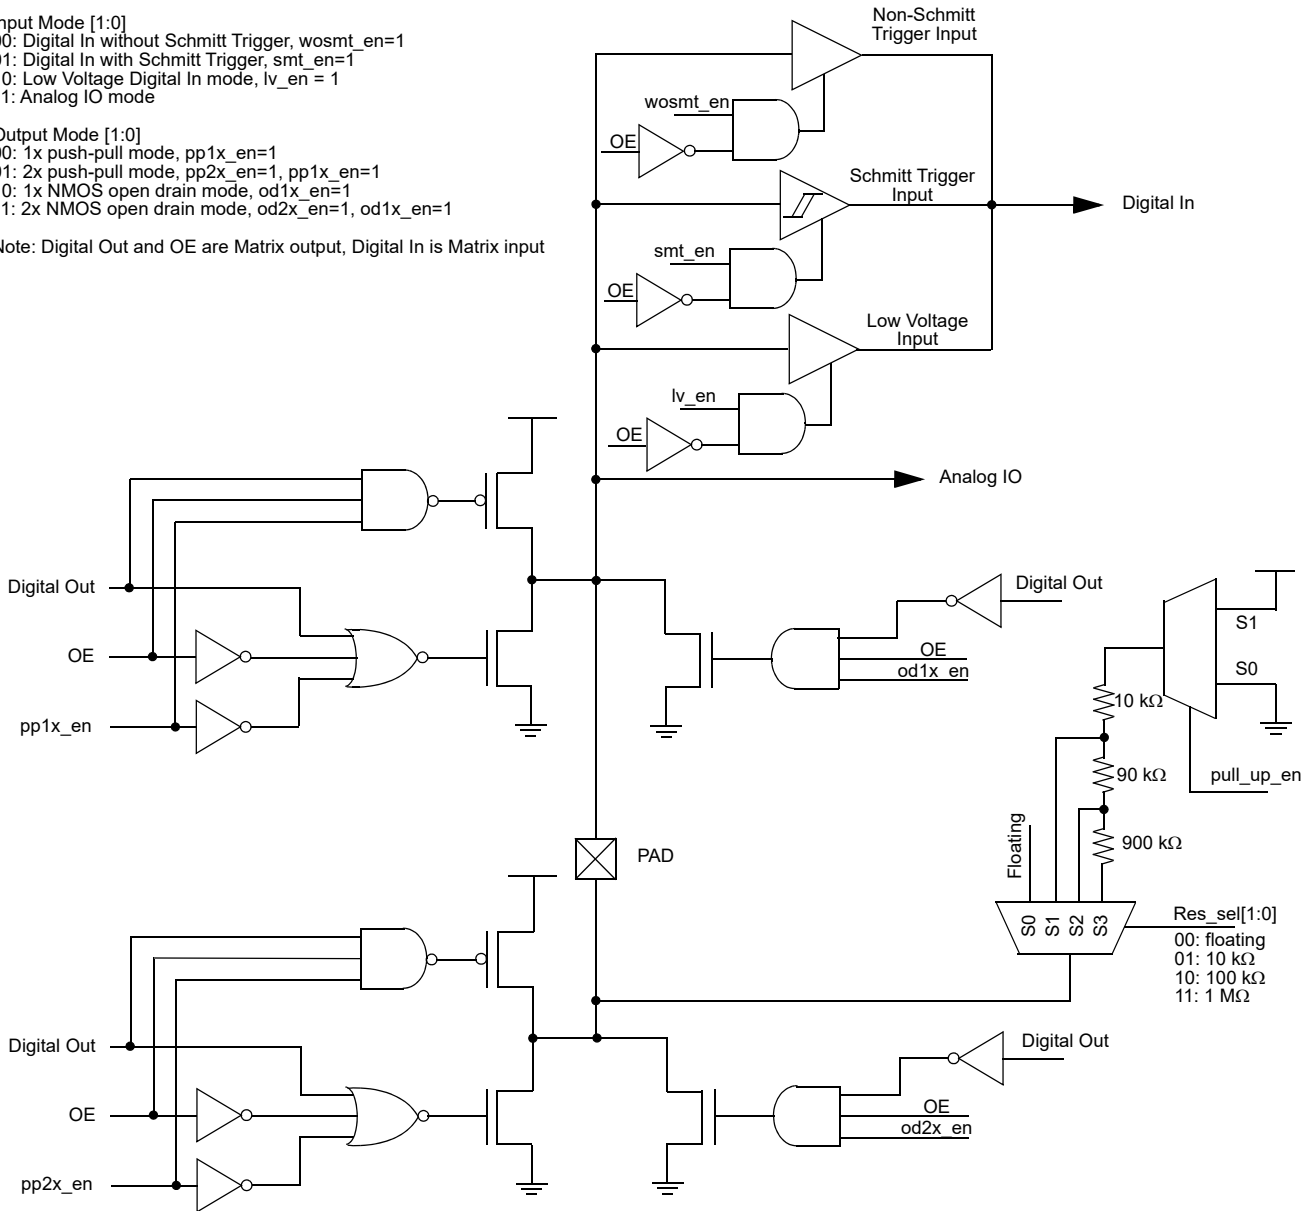 nput Mode [1:0]
00: Digital In without Schmitt Trigger, wosmt_en=1
01: Digital In with Schmitt Trigger, smt_en=1
0: Low Voltage Digital In mode, lv_en = 1
1: Analog IO mode
Output Mode [1:0]
00: 1x push-pull mode, pp1x_en=1
01: 2x push-pull mode, pp2x_en=1, pp1x_en=1
0: 1x NMOS open drain mode, od1x_en=1
1: 2x NMOS open drain mode, od2x_en=1, od1x_en=1
Note: Digital Out and OE are Matrix output, Digital In is Matrix input
Non-Schmitt
Trigger Input
wosmt_en
OE
Schmitt Trigger
Input
Digital In
smt_en
OE
Low Voltage
Input
lv_en
OE
Analog IO
Digital Out
OE
pp1x_en
Digital Out
OE
od1x_en
S1
S0
10 kΩ
90 kΩ
pull_up_en
900 kΩ
Floating
PAD
S0
S1
S2
S3
Res_sel[1:0]
00: floating
01: 10 kΩ
10: 100 kΩ
11: 1 MΩ
Digital Out
OE
pp2x_en
Digital Out
OE
od2x_en